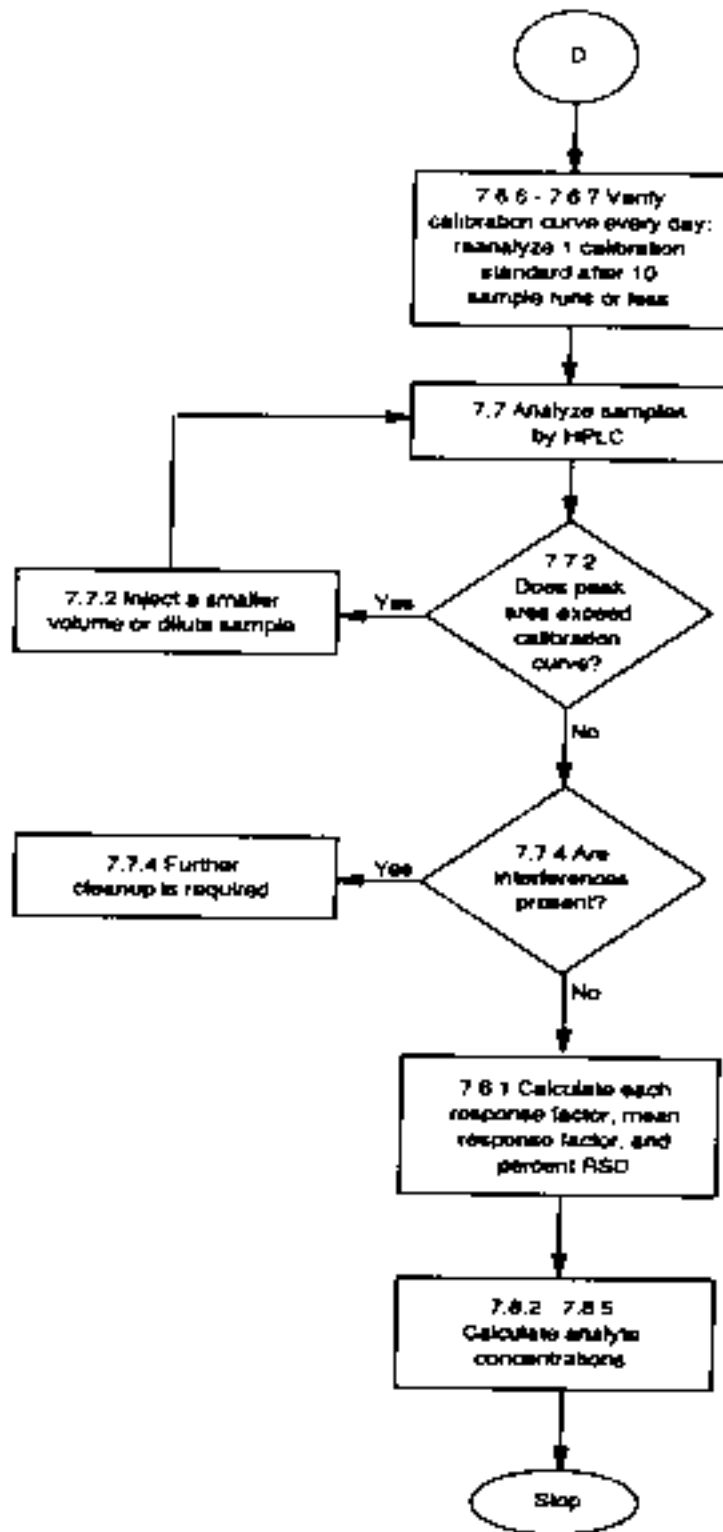 D
7.6.6 - 7.6.7 Verify
calibration curve every day:
reanalyze 1 calibration
standard after 10
sample runs or less
7.7 Analyze samples
by HPLC
7.7.2
Does peak
area exceed
calibration
curve?
Yes
7.7.2 Inject a smaller
volume or dilute sample
No
7.7.4 Are
interferences
present?
Yes
7.7.4 Further
cleanup is required
No
7.8.1 Calculate each
response factor, mean
response factor, and
percent RSD
7.8.2 - 7.8.5
Calculate analyte
concentrations
Stop